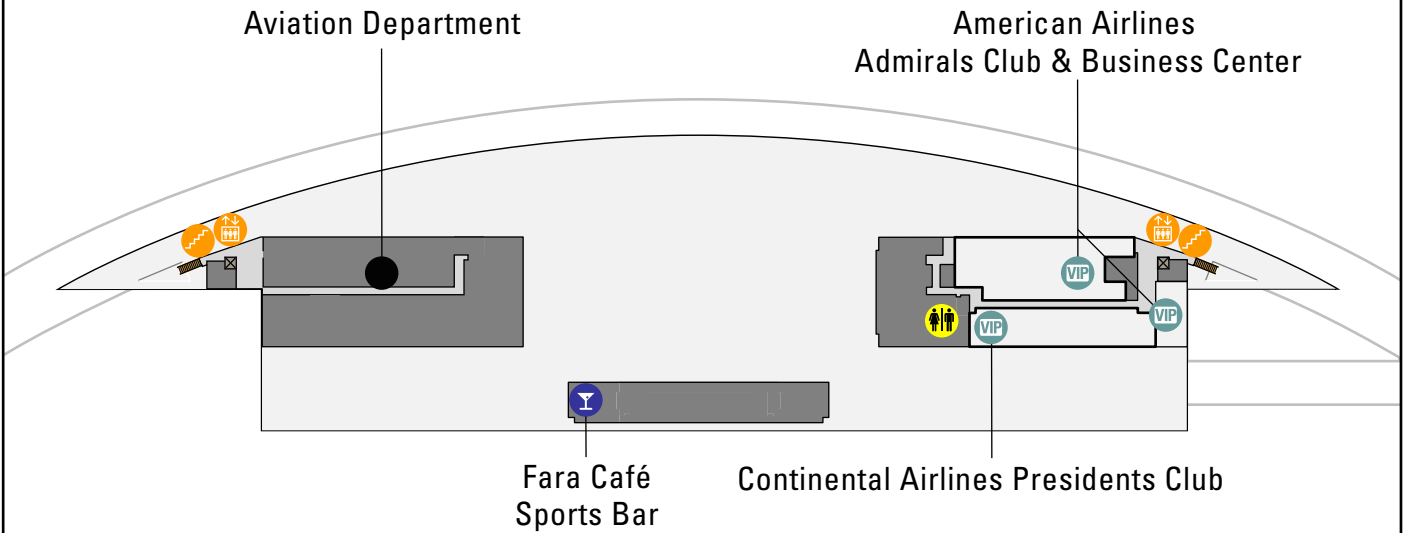 Aviation Department
American Airlines
Admirals Club & Business Center
VIP
VIP
VIP
Fara Café
Sports Bar
Continental Airlines Presidents Club